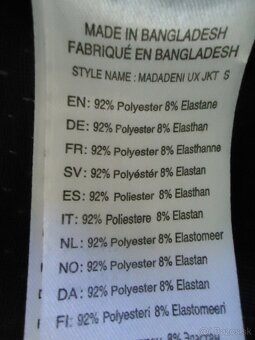 MADE IN BANGLADESH
FABRIQUÉ EN BANGLADESH
STYLE NAME : MADADENI UX JKT S
EN: 92% Polyester 8% Elastane
DE: 92% Polyester 8% Elasthan
FR: 92% Polyester 8% Elasthanne
SV: 92% Polyéstér 8% Elastan
ES: 92% Poliester 8% Elasthan
IT: 92% Poliestere 8% Elastan
NL: 92% Polyester 8% Elastomeer
NO: 92% Polyester 8% Elastan
DA: 92% Polyester 8% Elastan
FI: 92% Polyesteri 8% Elastomeeri